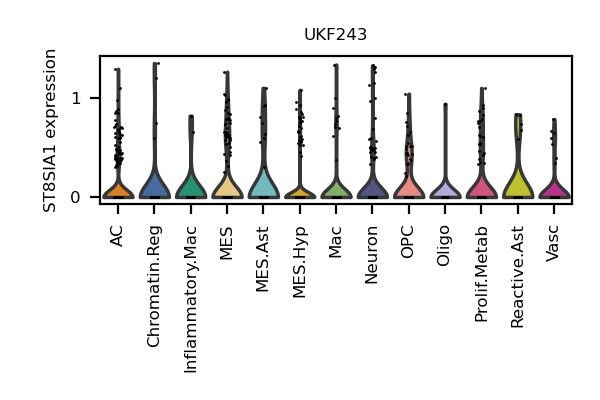 UKF243
ST8SIA1 expression
1
0
AC
Chromatin.Reg
Inflammatory.Mac
MES
MES.Ast
MES.Hyp
Mac
Neuron
OPC
Oligo
Prolif.Metab
Reactive.Ast
Vasc